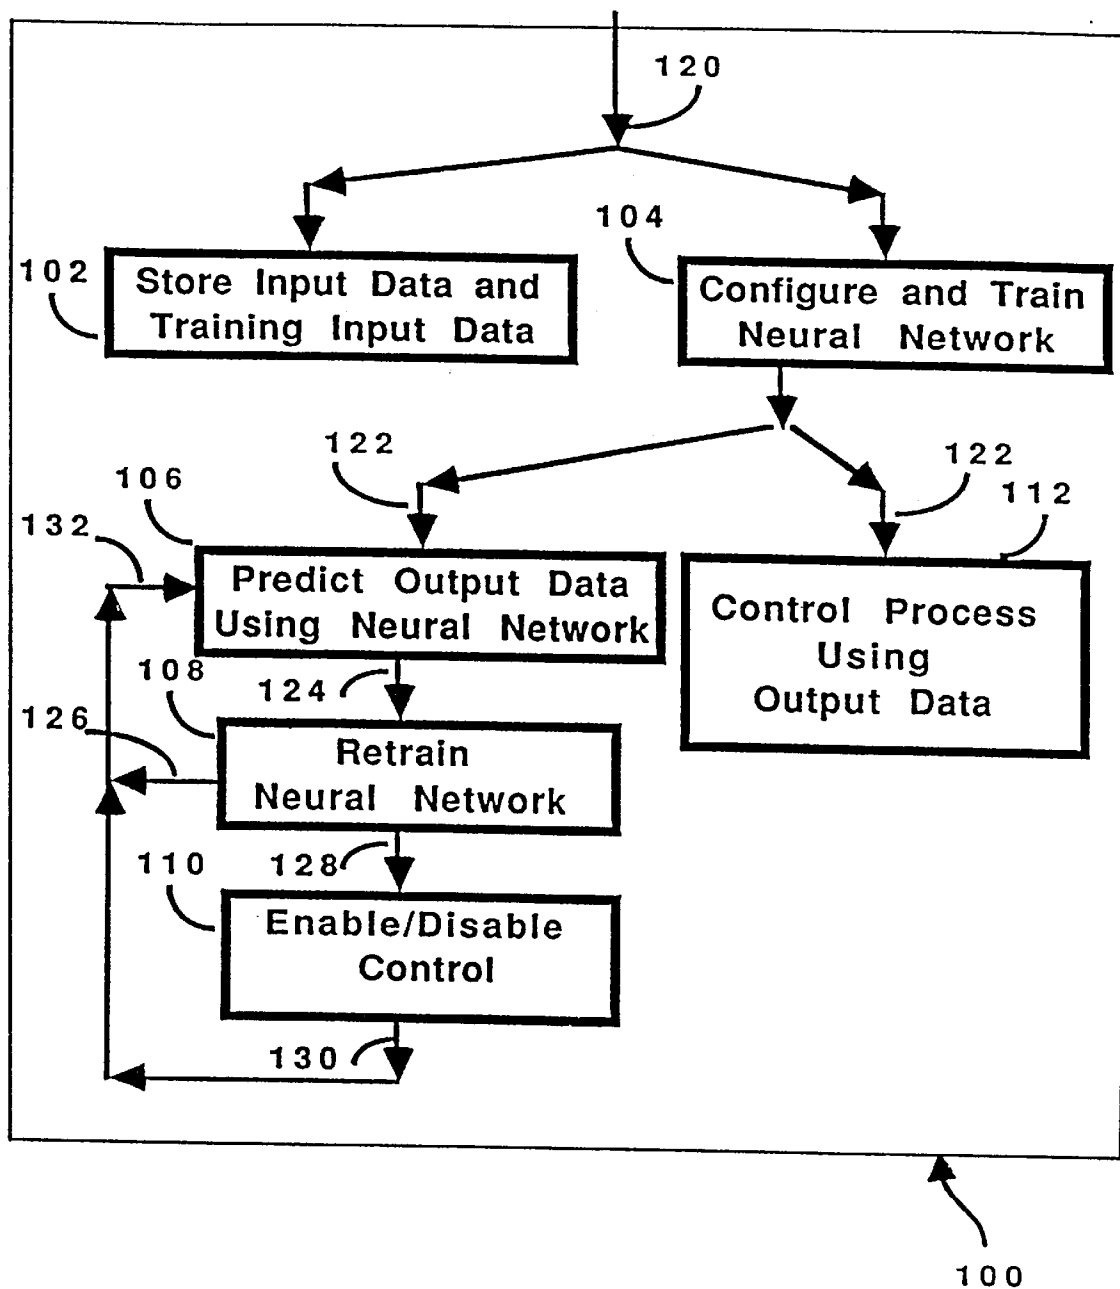 120
104
102
Store Input Data and
Training Input Data
Configure and Train
Neural Network
122
122
106
112
132
Predict Output Data
Using Neural Network
Control Process
Using
Output Data
108
124
126
Retrain
Neural Network
110
128
Enable/Disable
Control
130
100